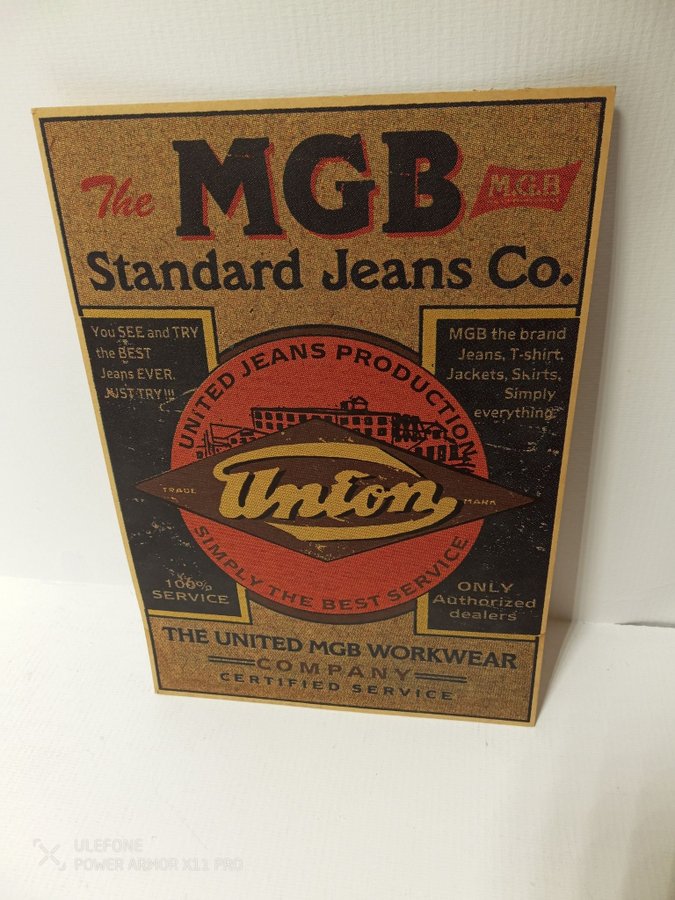 The MGB M.G.B
Standard Jeans Co.
You SEE and TRY
the BEST
Jeans EVER.
JUST TRY!!!
MGB the brand
Jeans, T-shirt,
Jackets, Skirts,
Simply
everything.
UNITED JEANS PRODUCTION
TRADE Union MARK
SIMPLY THE BEST SERVICE
100%
SERVICE
ONLY
Authorized
dealers
THE UNITED MGB WORKWEAR
COMPANY
CERTIFIED SERVICE
ULEFONE
POWER ARMOR X11 PRO